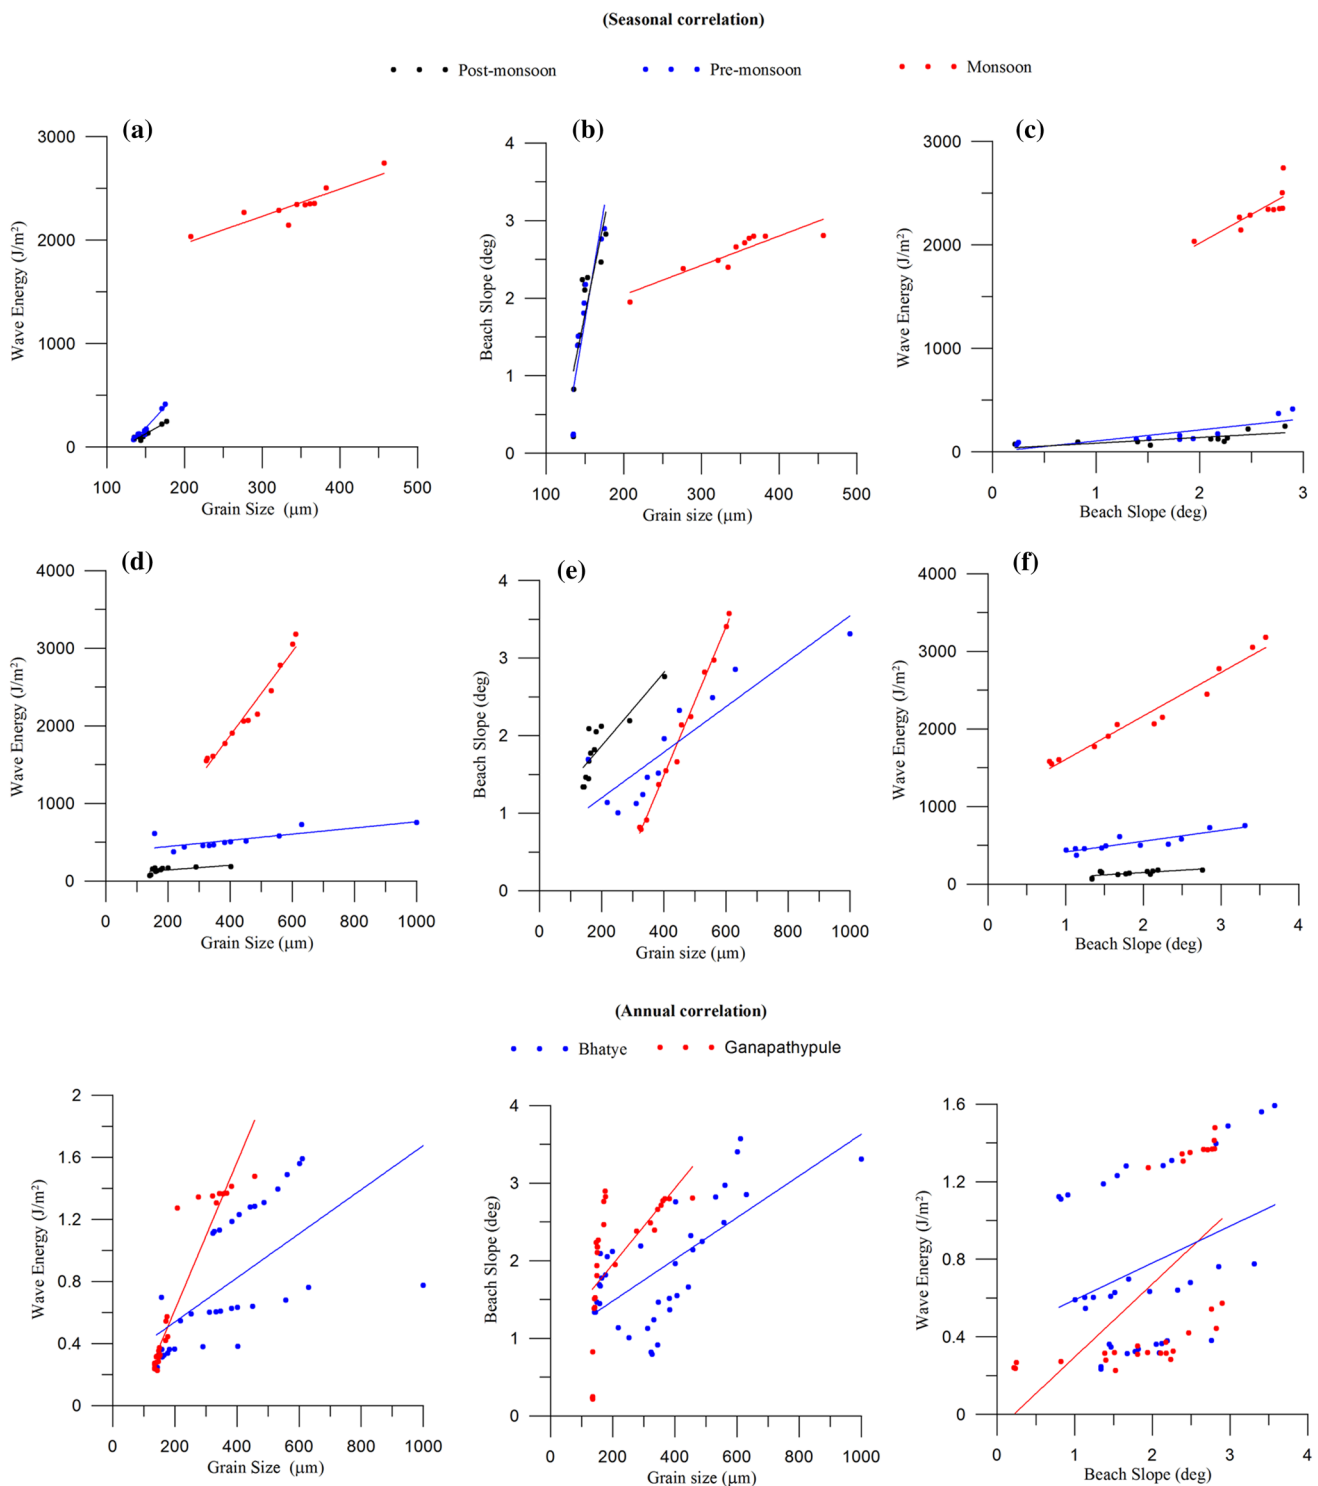 (Seasonal correlation)
Post-monsoon
Pre-monsoon
Monsoon
(a)
3000
2000
1000
0
100
200
300
400
500
Wave Energy (J/m²)
Grain Size (μm)
(b)
4
3
2
1
0
100
200
300
400
500
Beach Slope (deg)
Grain size (μm)
(c)
3000
2000
1000
0
0
1
2
3
Wave Energy (J/m²)
Beach Slope (deg)
(d)
4000
3000
2000
1000
0
0
200
400
600
800
1000
Wave Energy (J/m²)
Grain Size (μm)
(e)
4
3
2
1
0
0
200
400
600
800
1000
Beach Slope (deg)
Grain size (μm)
(f)
4000
3000
2000
1000
0
0
1
2
3
4
Wave Energy (J/m²)
Beach Slope (deg)
(Annual correlation)
Bhatye
Ganapathypule
2
1.6
1.2
0.8
0.4
0
0
200
400
600
800
1000
Wave Energy (J/m²)
Grain Size (μm)
4
3
2
1
0
0
200
400
600
800
1000
Beach Slope (deg)
Grain size (μm)
1.6
1.2
0.8
0.4
0
0
1
2
3
4
Wave Energy (J/m²)
Beach Slope (deg)